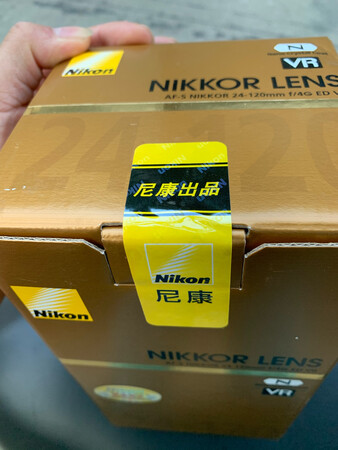 Nikon
N
VR
NIKKOR LENS
AF-S NIKKOR 24-120mm f/4G ED V
尼康出品
Nikon
尼康
Nikon
NIKKOR LENS
N
VR